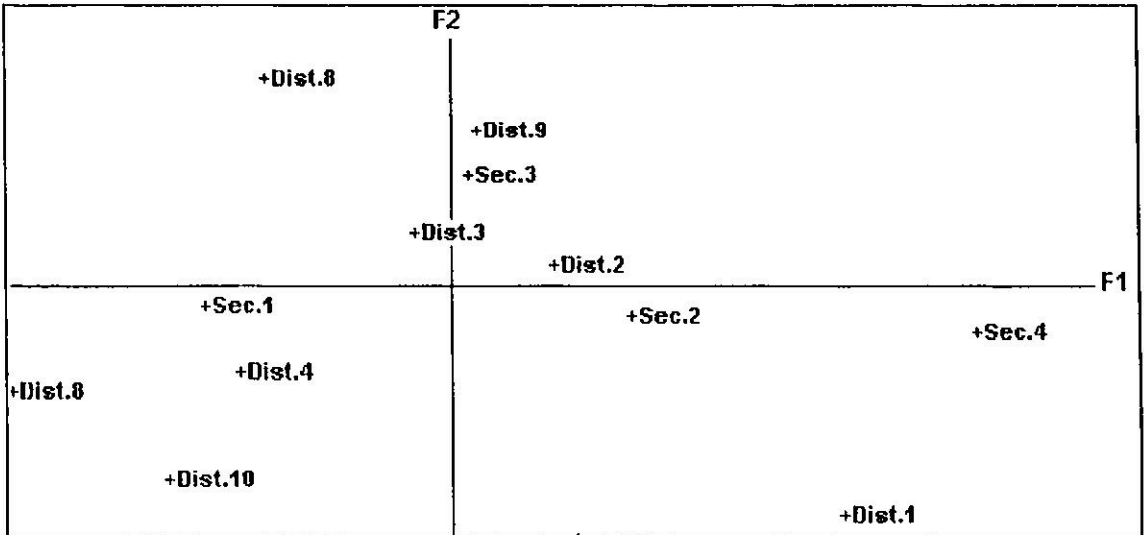 F2
+Dist.8
+Dist.9
+Sec.3
+Dist.3
+Dist.2
F1
+Sec.1
+Sec.2
+Sec.4
+Dist.4
+Dist.8
+Dist.10
+Dist.1